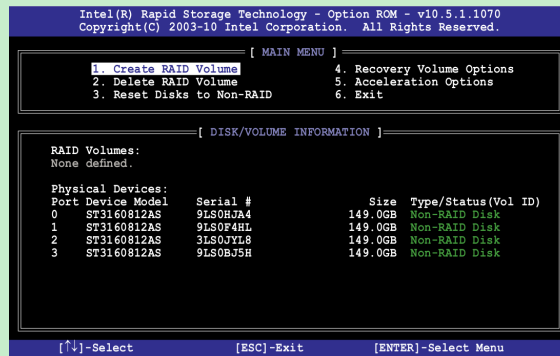 Intel(R) Rapid Storage Technology - Option ROM - v10.5.1.1070
Copyright(C) 2003-10 Intel Corporation. All Rights Reserved.
[ MAIN MENU ]
1. Create RAID Volume 4. Recovery Volume Options
2. Delete RAID Volume 5. Acceleration Options
3. Reset Disks to Non-RAID 6. Exit
[ DISK/VOLUME INFORMATION ]
RAID Volumes:
None defined.
Physical Devices:
Port Device Model Serial # Size Type/Status(Vol ID)
0 ST3160812AS 9LS0HJA4 149.0GB Non-RAID Disk
1 ST3160812AS 9LS0F4HL 149.0GB Non-RAID Disk
2 ST3160812AS 3LS0JYL8 149.0GB Non-RAID Disk
3 ST3160812AS 9LS0BJ5H 149.0GB Non-RAID Disk
[↑↓]-Select [ESC]-Exit [ENTER]-Select Menu